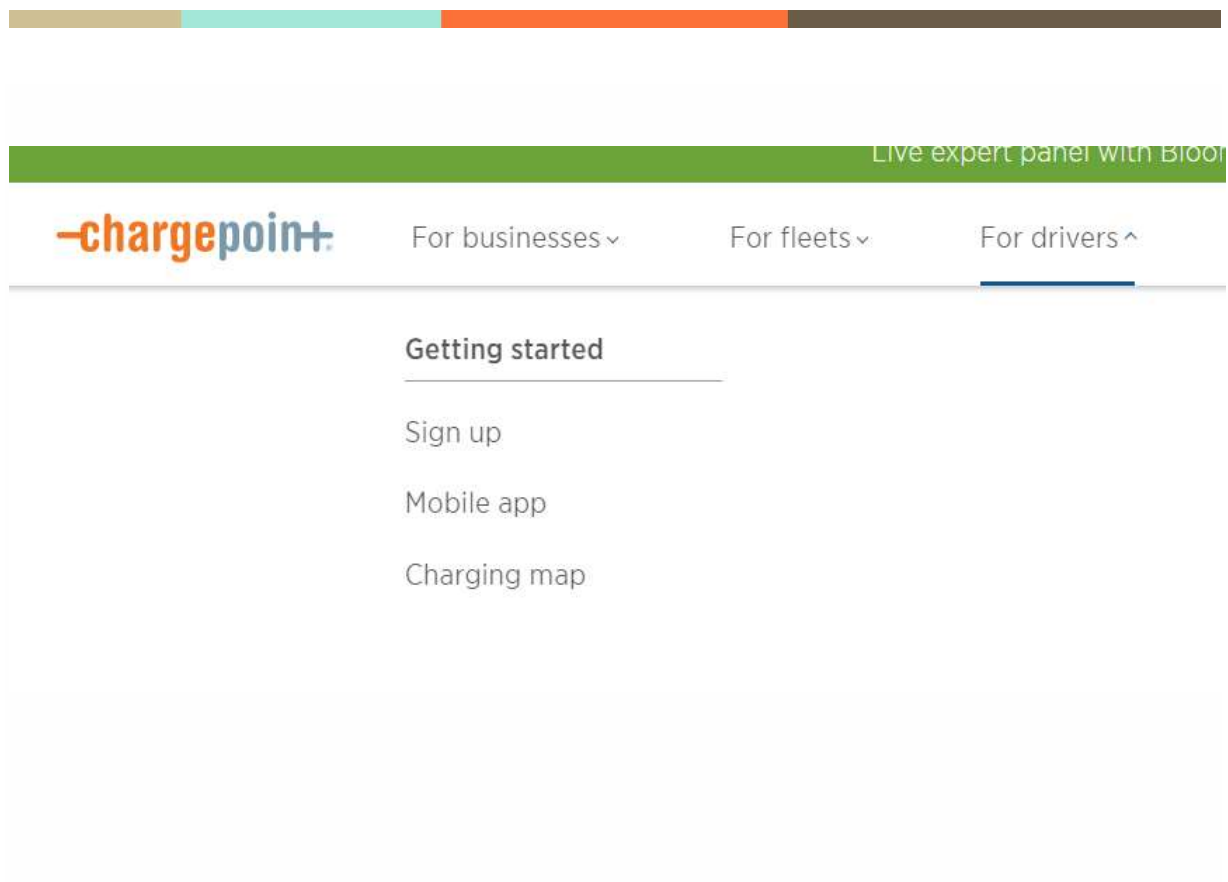 Live expert panel with
chargepoint
For businesses
For fleets
For drivers
Getting started
Sign up
Mobile app
Charging map